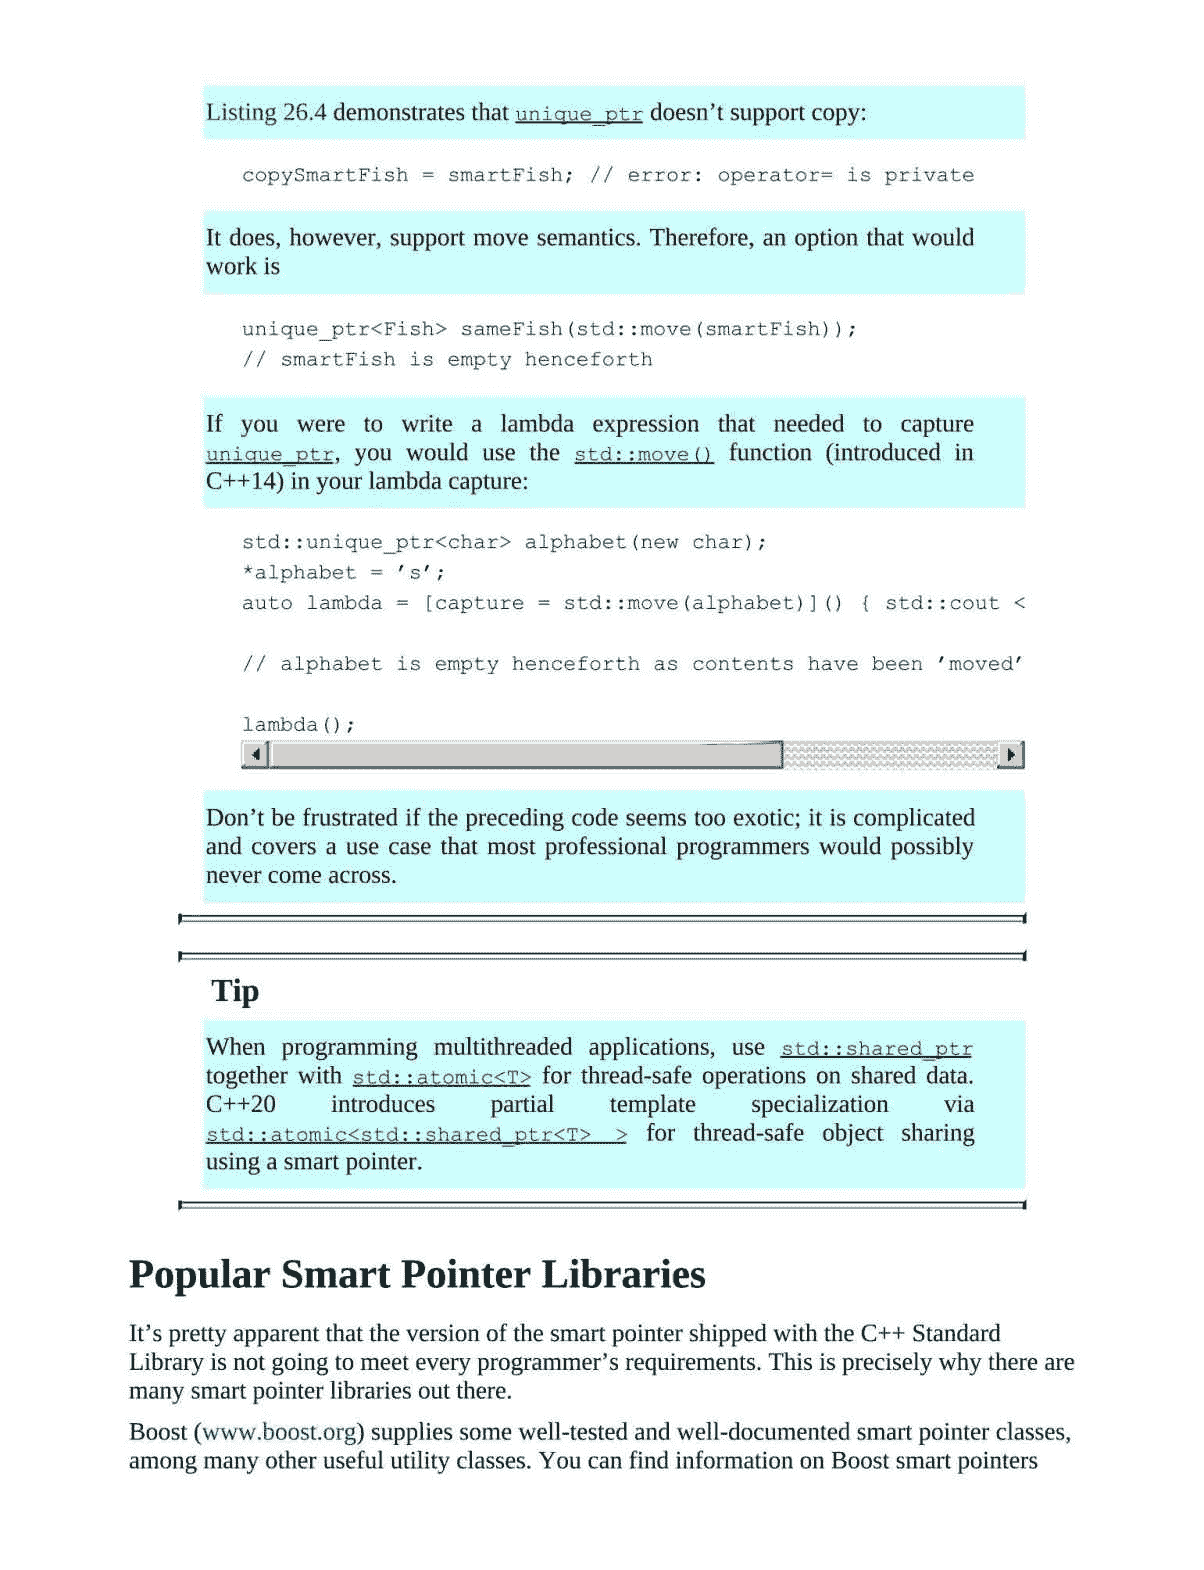 Listing 26.4 demonstrates that unique_ptr doesn’t support copy:
copySmartFish = smartFish; // error: operator= is private
It does, however, support move semantics. Therefore, an option that would
work is
unique_ptr<Fish> sameFish(std::move(smartFish));
// smartFish is empty henceforth
If you were to write a lambda expression that needed to capture
unique_ptr, you would use the std::move() function (introduced in
C++14) in your lambda capture:
std::unique_ptr<char> alphabet(new char);
*alphabet = ’s’;
auto lambda = [capture = std::move(alphabet)]() { std::cout <
// alphabet is empty henceforth as contents have been ’moved’
lambda();
Don’t be frustrated if the preceding code seems too exotic; it is complicated
and covers a use case that most professional programmers would possibly
never come across.
Tip
When programming multithreaded applications, use std::shared_ptr
together with std::atomic<T> for thread-safe operations on shared data.
C++20 introduces partial template specialization via
std::atomic<std::shared_ptr<T> > for thread-safe object sharing
using a smart pointer.
Popular Smart Pointer Libraries
It’s pretty apparent that the version of the smart pointer shipped with the C++ Standard
Library is not going to meet every programmer’s requirements. This is precisely why there are
many smart pointer libraries out there.
Boost (www.boost.org) supplies some well-tested and well-documented smart pointer classes,
among many other useful utility classes. You can find information on Boost smart pointers